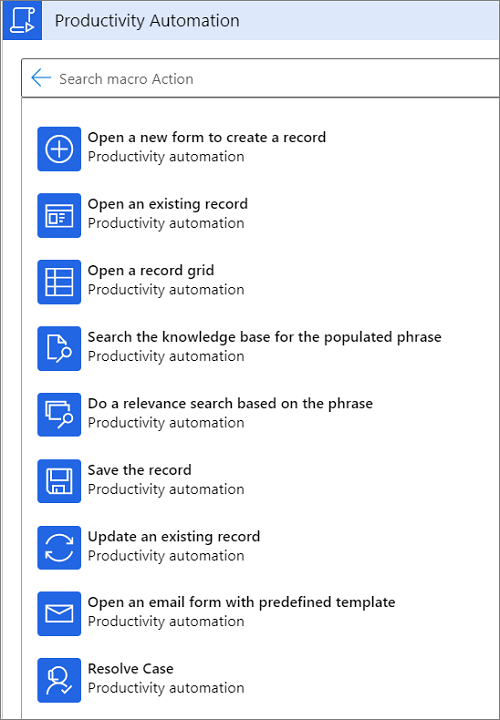 Productivity Automation
Search macro Action
Open a new form to create a record
Productivity automation
Open an existing record
Productivity automation
Open a record grid
Productivity automation
Search the knowledge base for the populated phrase
Productivity automation
Do a relevance search based on the phrase
Productivity automation
Save the record
Productivity automation
Update an existing record
Productivity automation
Open an email form with predefined template
Productivity automation
Resolve Case
Productivity automation